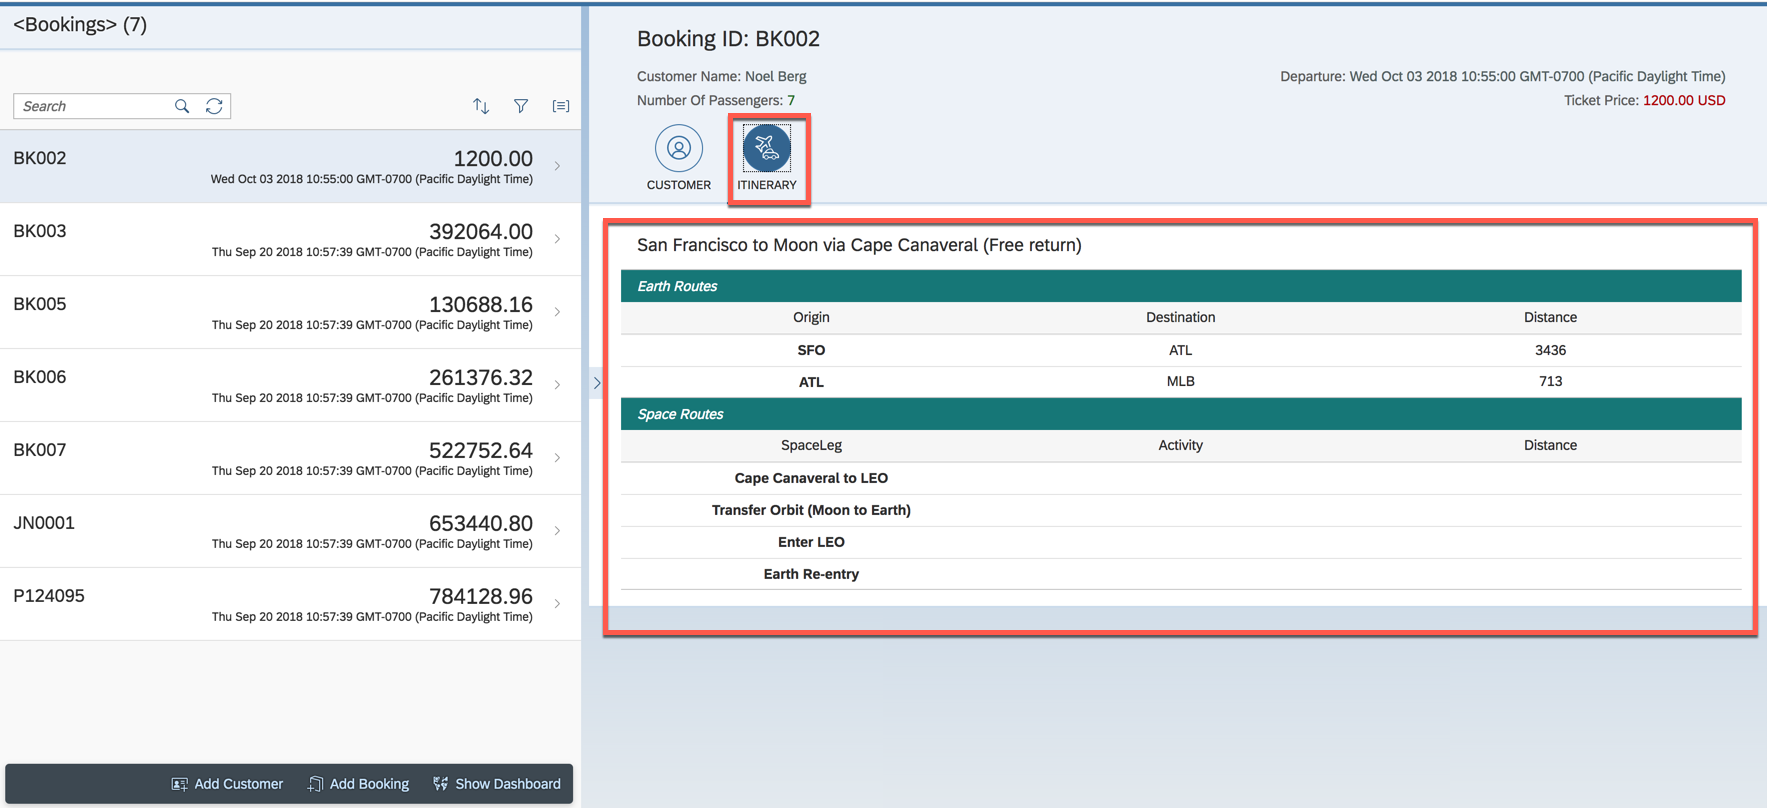 <Bookings> (7)
Search
BK002
1200.00
Wed Oct 03 2018 10:55:00 GMT-0700 (Pacific Daylight Time)
BK003
392064.00
Thu Sep 20 2018 10:57:39 GMT-0700 (Pacific Daylight Time)
BK005
130688.16
Thu Sep 20 2018 10:57:39 GMT-0700 (Pacific Daylight Time)
BK006
261376.32
Thu Sep 20 2018 10:57:39 GMT-0700 (Pacific Daylight Time)
BK007
522752.64
Thu Sep 20 2018 10:57:39 GMT-0700 (Pacific Daylight Time)
JN0001
653440.80
Thu Sep 20 2018 10:57:39 GMT-0700 (Pacific Daylight Time)
P124095
784128.96
Thu Sep 20 2018 10:57:39 GMT-0700 (Pacific Daylight Time)
Add Customer Add Booking Show Dashboard
Booking ID: BK002
Customer Name: Noel Berg
Departure: Wed Oct 03 2018 10:55:00 GMT-0700 (Pacific Daylight Time)
Number Of Passengers: 7
Ticket Price: 1200.00 USD
CUSTOMER ITINERARY
San Francisco to Moon via Cape Canaveral (Free return)
Earth Routes
Origin Destination Distance
SFO ATL 3436
ATL MLB 713
Space Routes
SpaceLeg Activity Distance
Cape Canaveral to LEO
Transfer Orbit (Moon to Earth)
Enter LEO
Earth Re-entry